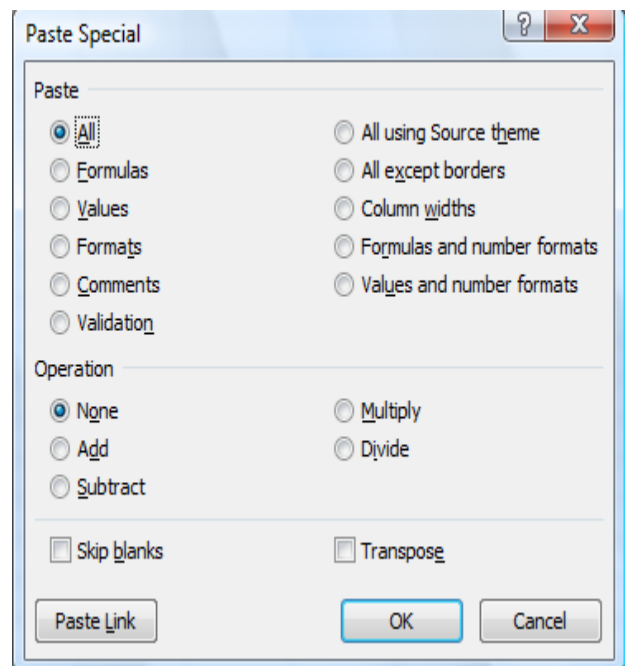 Paste Special
Paste
All
All using Source theme
Formulas
All except borders
Values
Column widths
Formats
Formulas and number formats
Comments
Values and number formats
Validation
Operation
None
Multiply
Add
Divide
Subtract
Skip blanks
Transpose
Paste Link
OK
Cancel